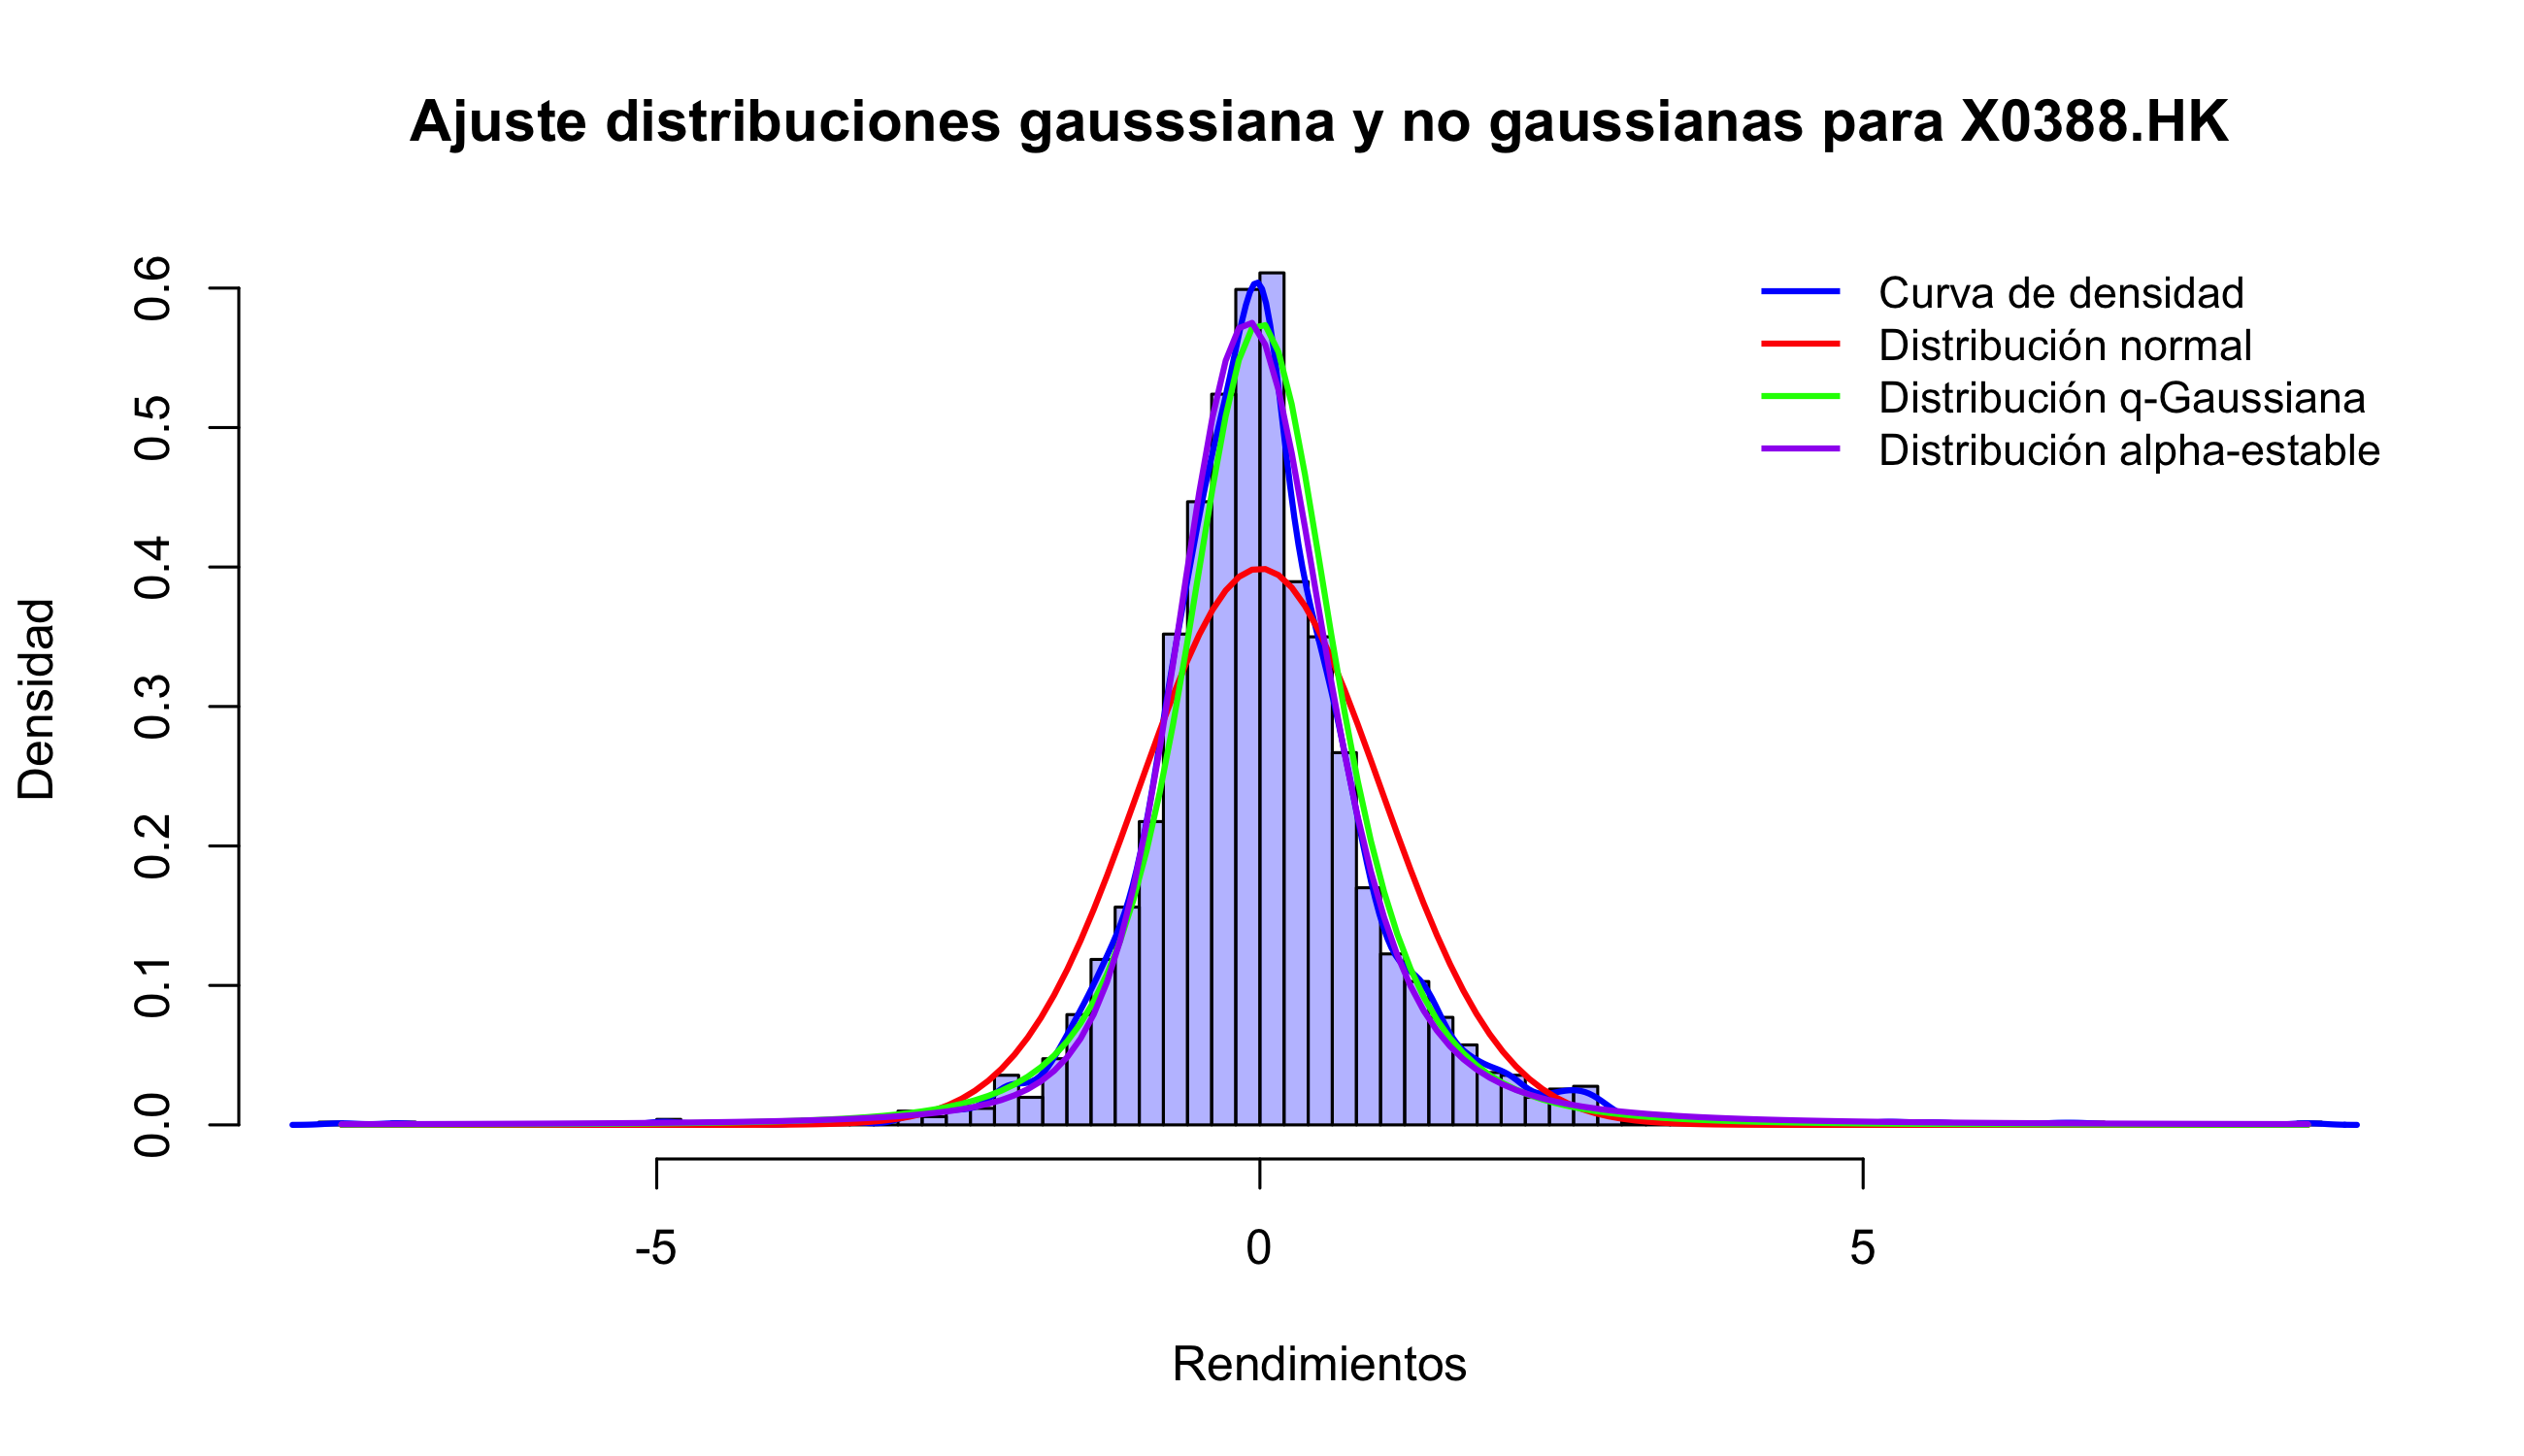 Ajuste distribuciones gausssiana y no gaussianas para X0388.HK
Curva de densidad
Distribución normal
Distribución q-Gaussiana
Distribución alpha-estable
Densidad
0.6
0.5
0.4
0.3
0.2
0.1
0.0
-5 0 5
Rendimientos